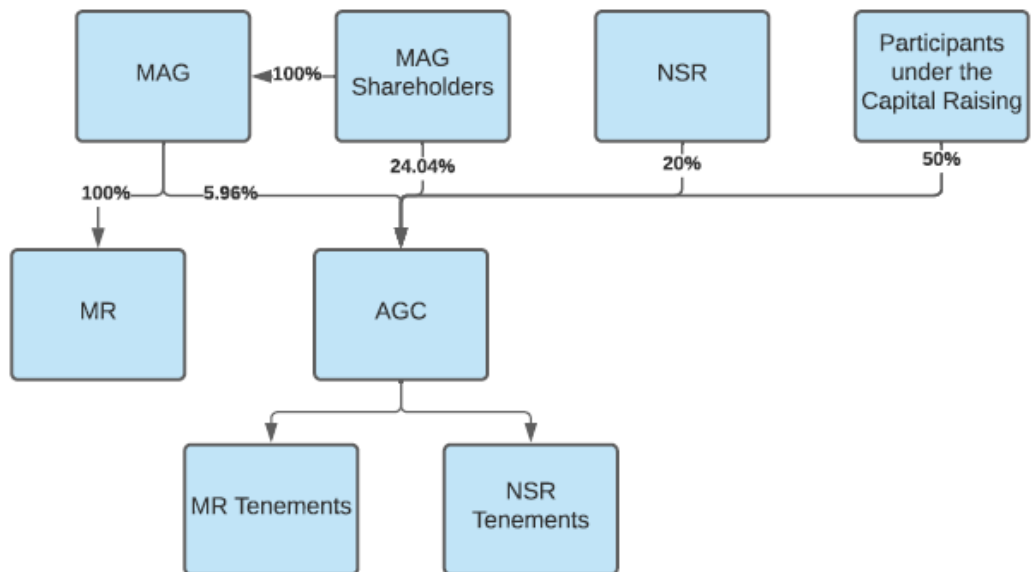 MAG
100%
MAG
Shareholders
NSR
Participants
under the
Capital Raising
100%
5.96%
24.04%
20%
50%
MR
AGC
MR Tenements
NSR
Tenements